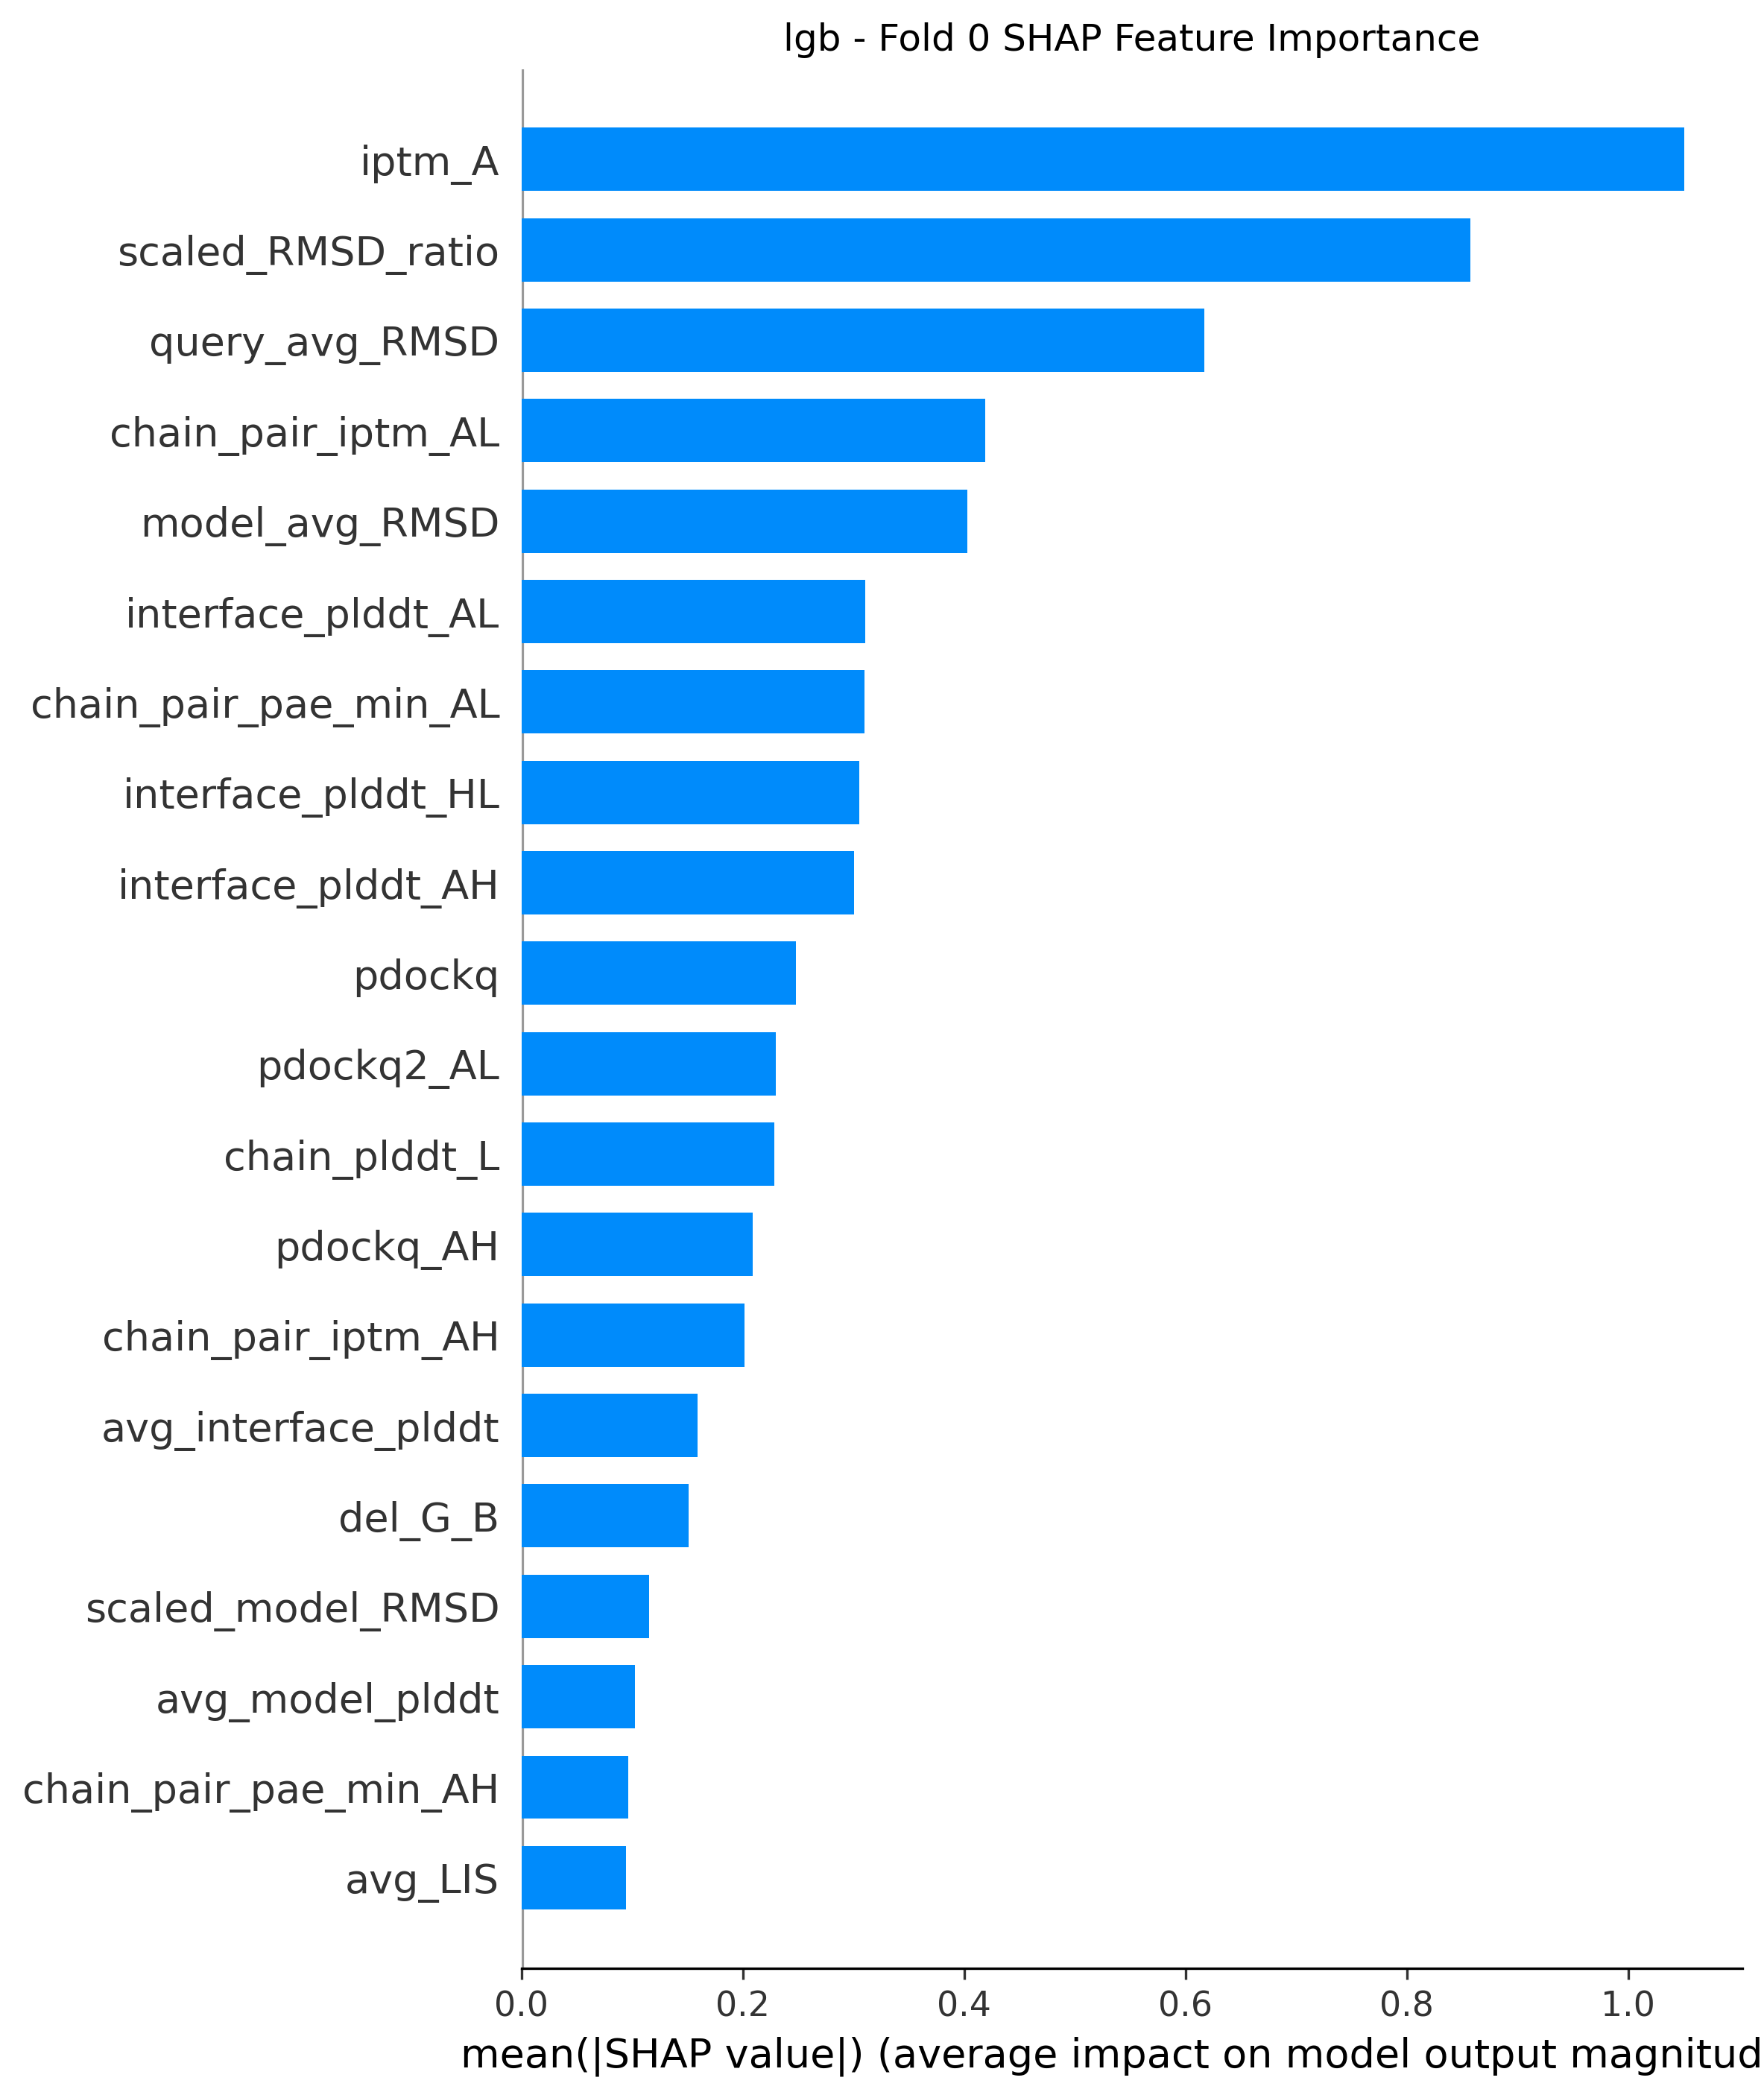 lgb - Fold 0 SHAP Feature Importance
iptm_A
scaled_RMSD_ratio
query_avg_RMSD
chain_pair_iptm_AL
model_avg_RMSD
interface_plddt_AL
chain_pair_pae_min_AL
interface_plddt_HL
interface_plddt_AH
pdockq
pdockq2_AL
chain_plddt_L
pdockq_AH
chain_pair_iptm_AH
avg_interface_plddt
del_G_B
scaled_model_RMSD
avg_model_plddt
chain_pair_pae_min_AH
avg_LIS
0.0 0.2 0.4 0.6 0.8 1.0
mean(|SHAP value|) (average impact on model output magnitud